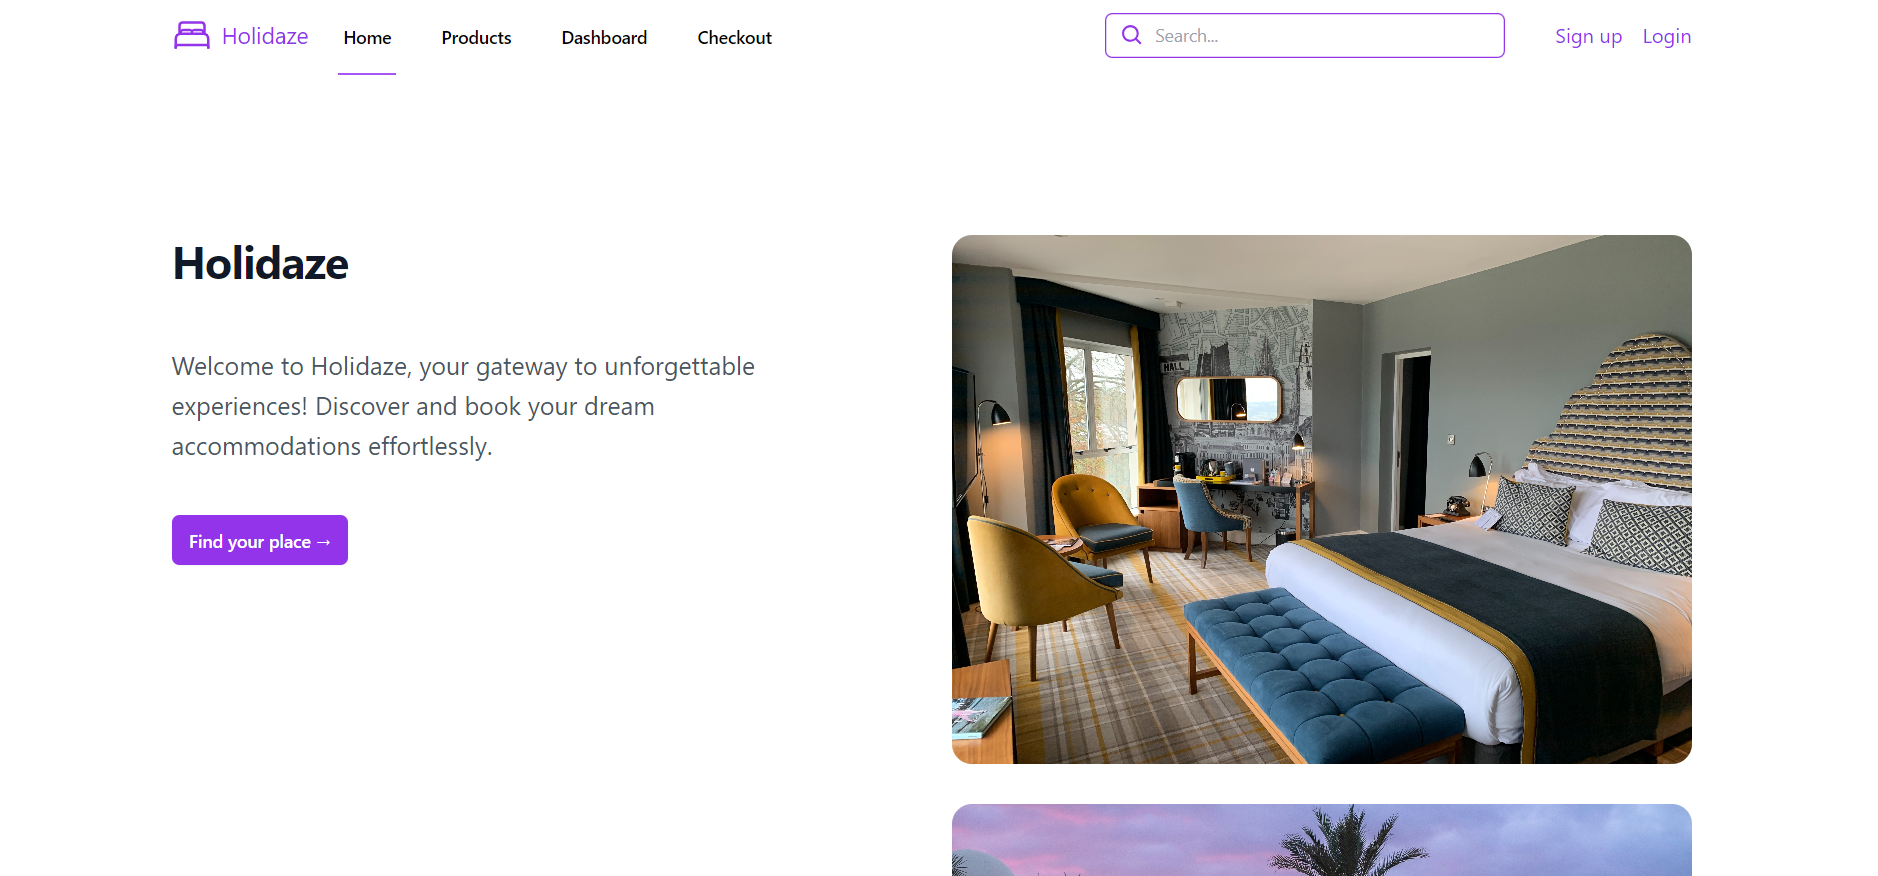 Holidaze Home Products Dashboard Checkout Search... Sign up Login
Holidaze
Welcome to Holidaze, your gateway to unforgettable
experiences! Discover and book your dream
accommodations effortlessly.
Find your place →
HALL